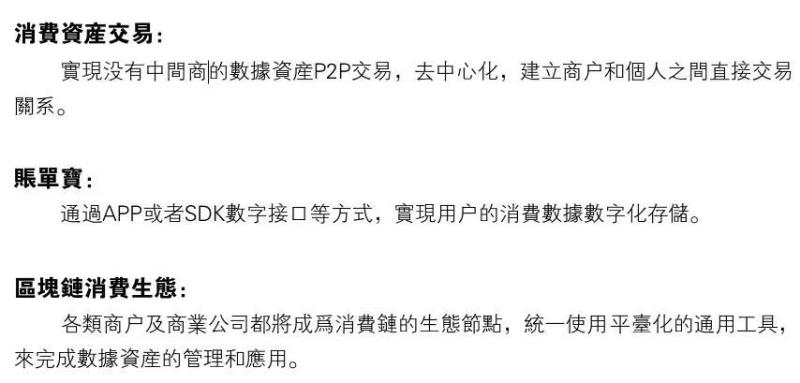 消費資産交易：
實現没有中間商的數據資産P2P交易，去中心化，建立商户和個人之間直接交易
關系。
賬單寶：
通過APP或者SDK數字接口等方式，實現用户的消費數據數字化存儲。
區塊鏈消費生態：
各類商户及商業公司都將成爲消費鏈的生態節點，統一使用平臺化的通用工具，
來完成數據資産的管理和應用。